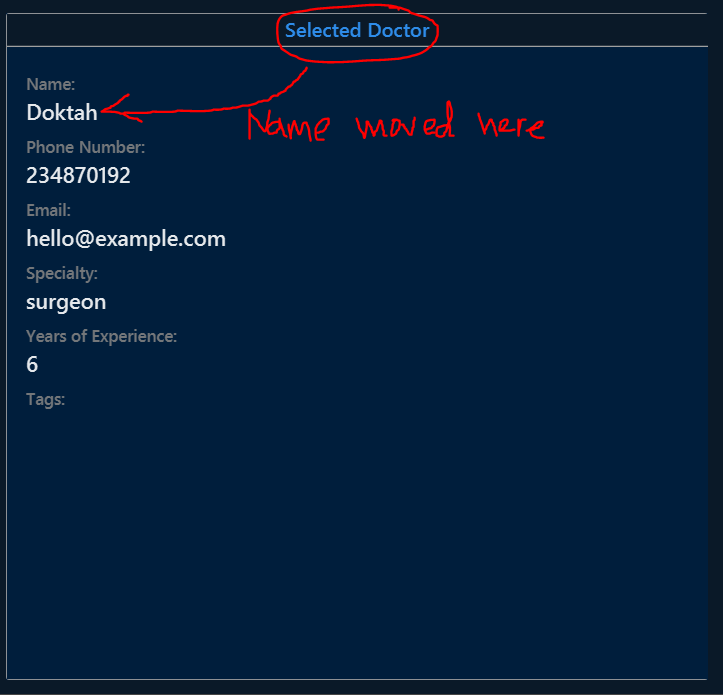 Selected Doctor
Name:
Doktah
Name moved here
Phone Number:
234870192
Email:
hello@example.com
Specialty:
surgeon
Years of Experience:
6
Tags: